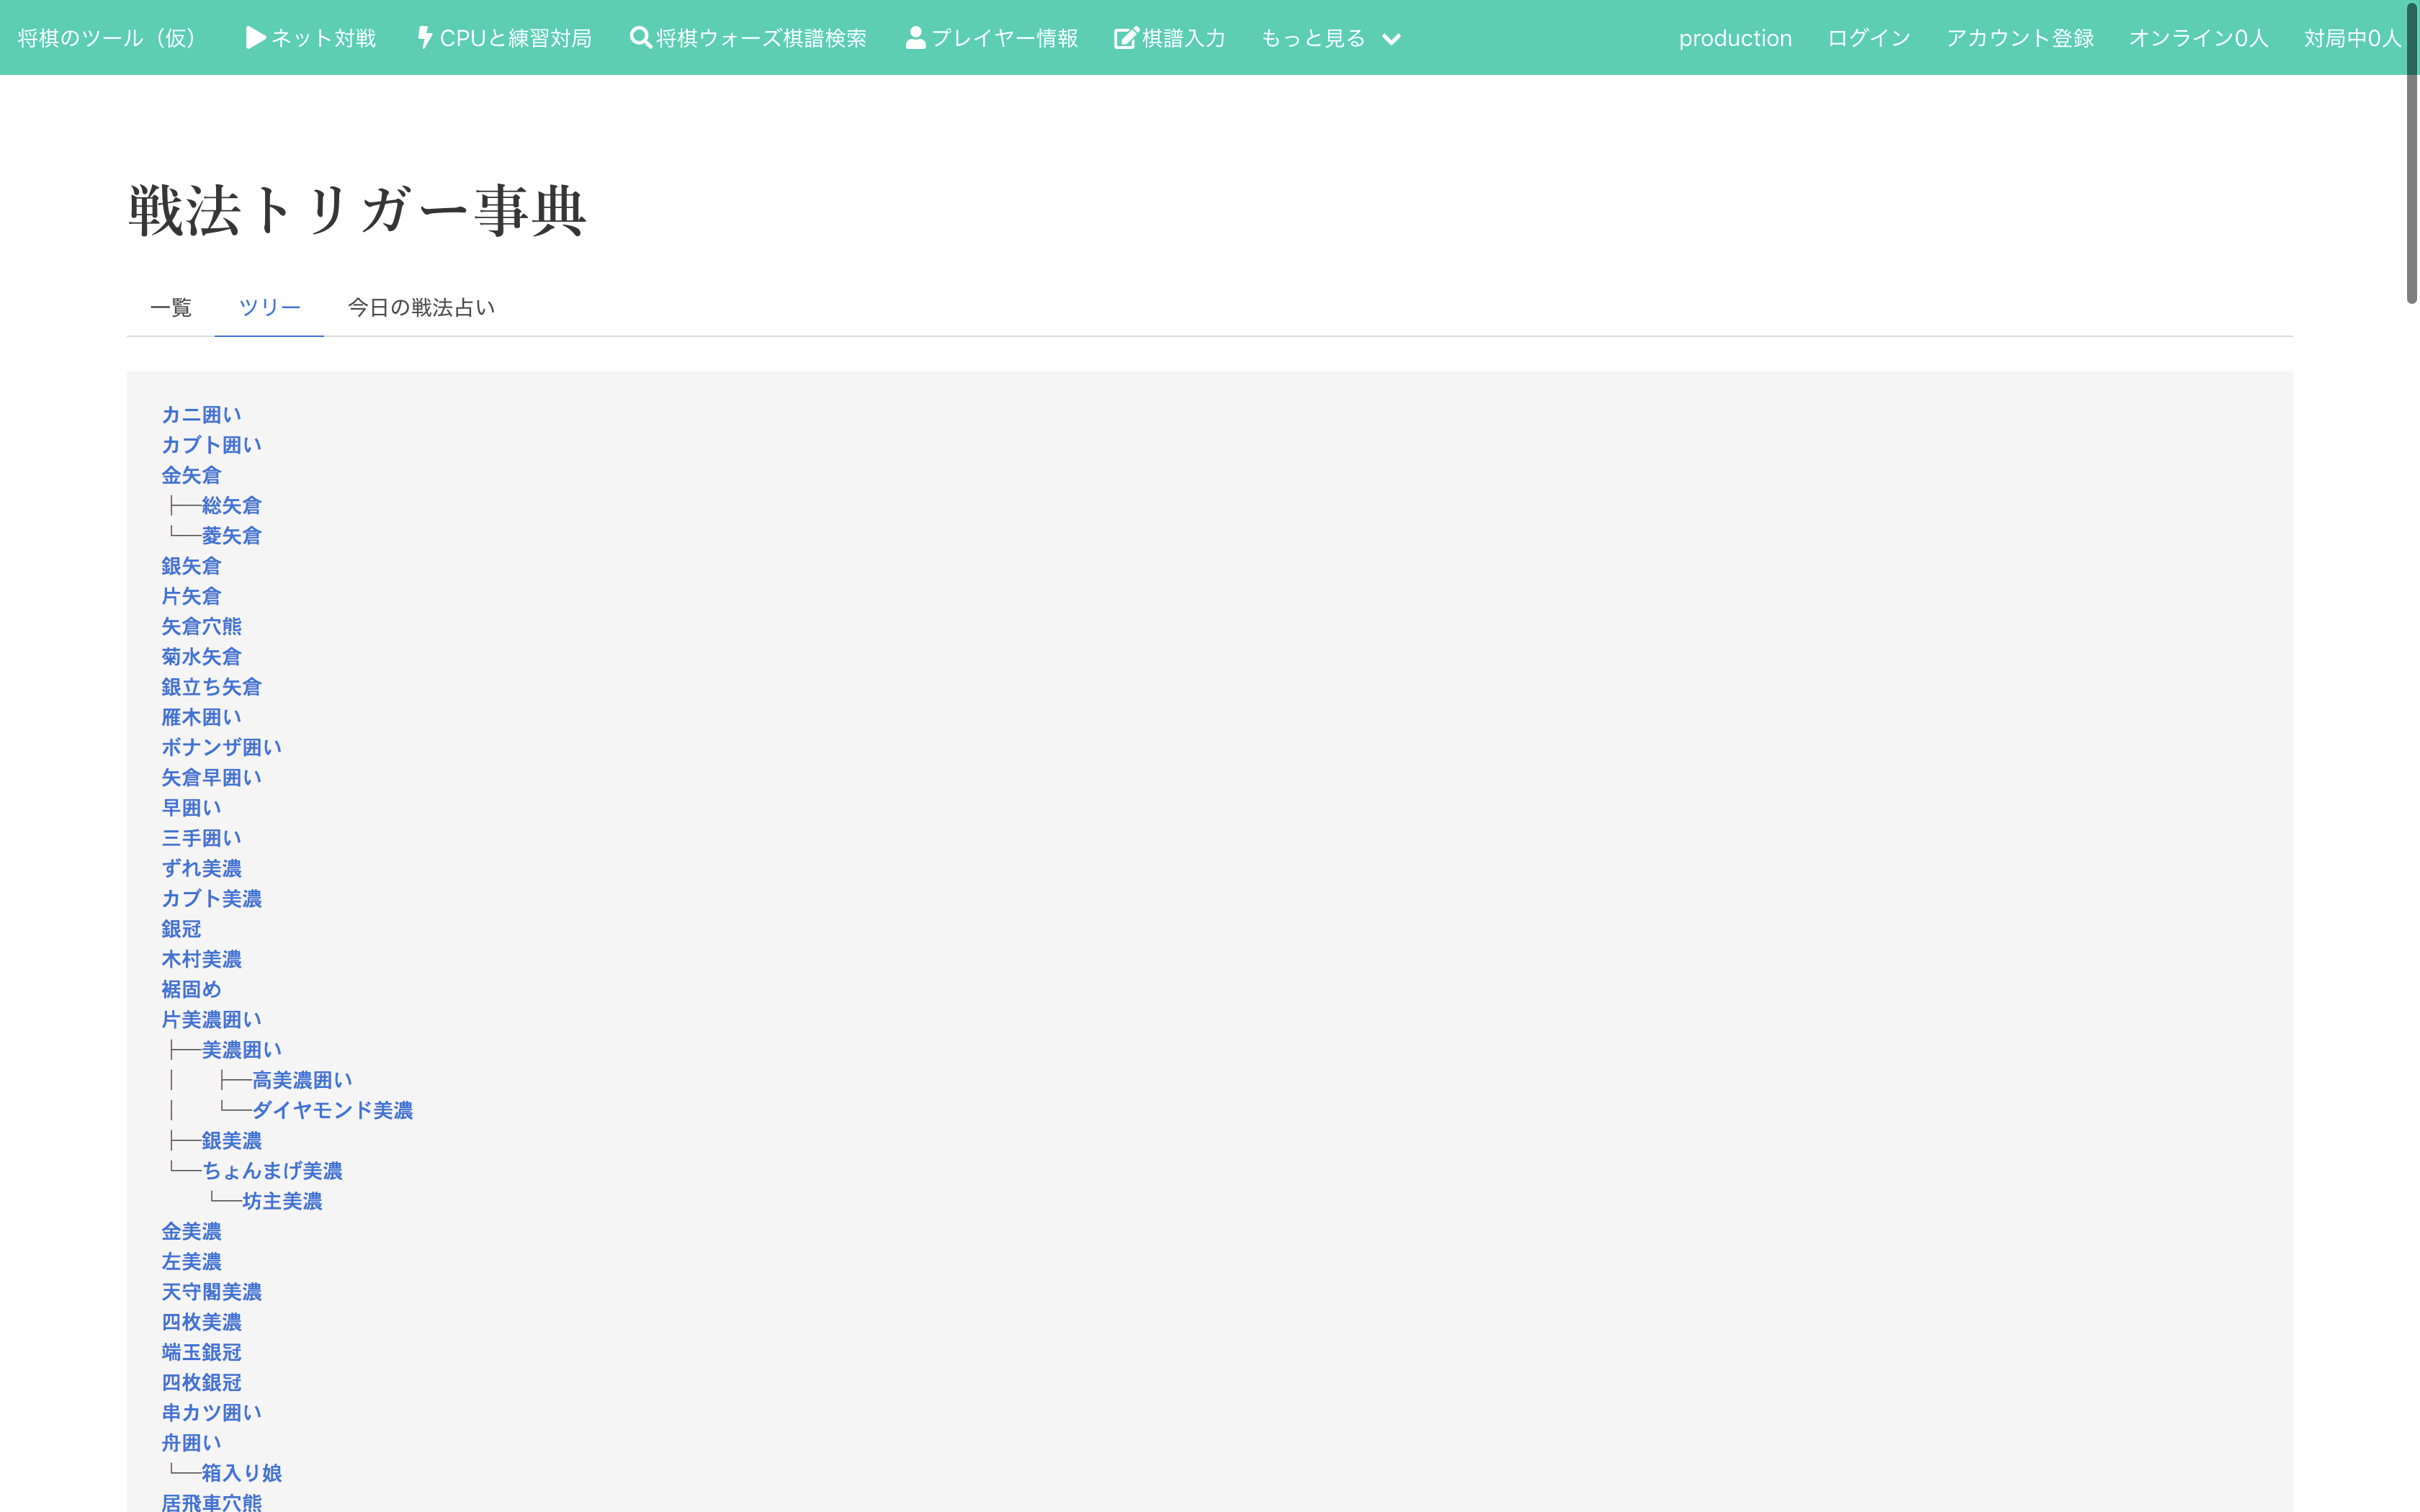 将棋のツール（仮） ネット対戦 CPUと練習対局 将棋ウォーズ棋譜検索 プレイヤー情報 棋譜入力 もっと見る production ログイン アカウント登録 オンライン0人 対局中0人
戦法トリガー事典
一覧 ツリー 今日の戦法占い
カニ囲い
カブト囲い
金矢倉
├──総矢倉
└──菱矢倉
銀矢倉
片矢倉
矢倉穴熊
菊水矢倉
銀立ち矢倉
雁木囲い
ボナンザ囲い
矢倉早囲い
早囲い
三手囲い
ずれ美濃
カブト美濃
銀冠
木村美濃
裾固め
片美濃囲い
├──美濃囲い
│   ├──高美濃囲い
│   └──ダイヤモンド美濃
├──銀美濃
└──ちょんまげ美濃
    └──坊主美濃
金美濃
左美濃
天守閣美濃
四枚美濃
端玉銀冠
四枚銀冠
串カツ囲い
舟囲い
└──箱入り娘
居飛車穴熊